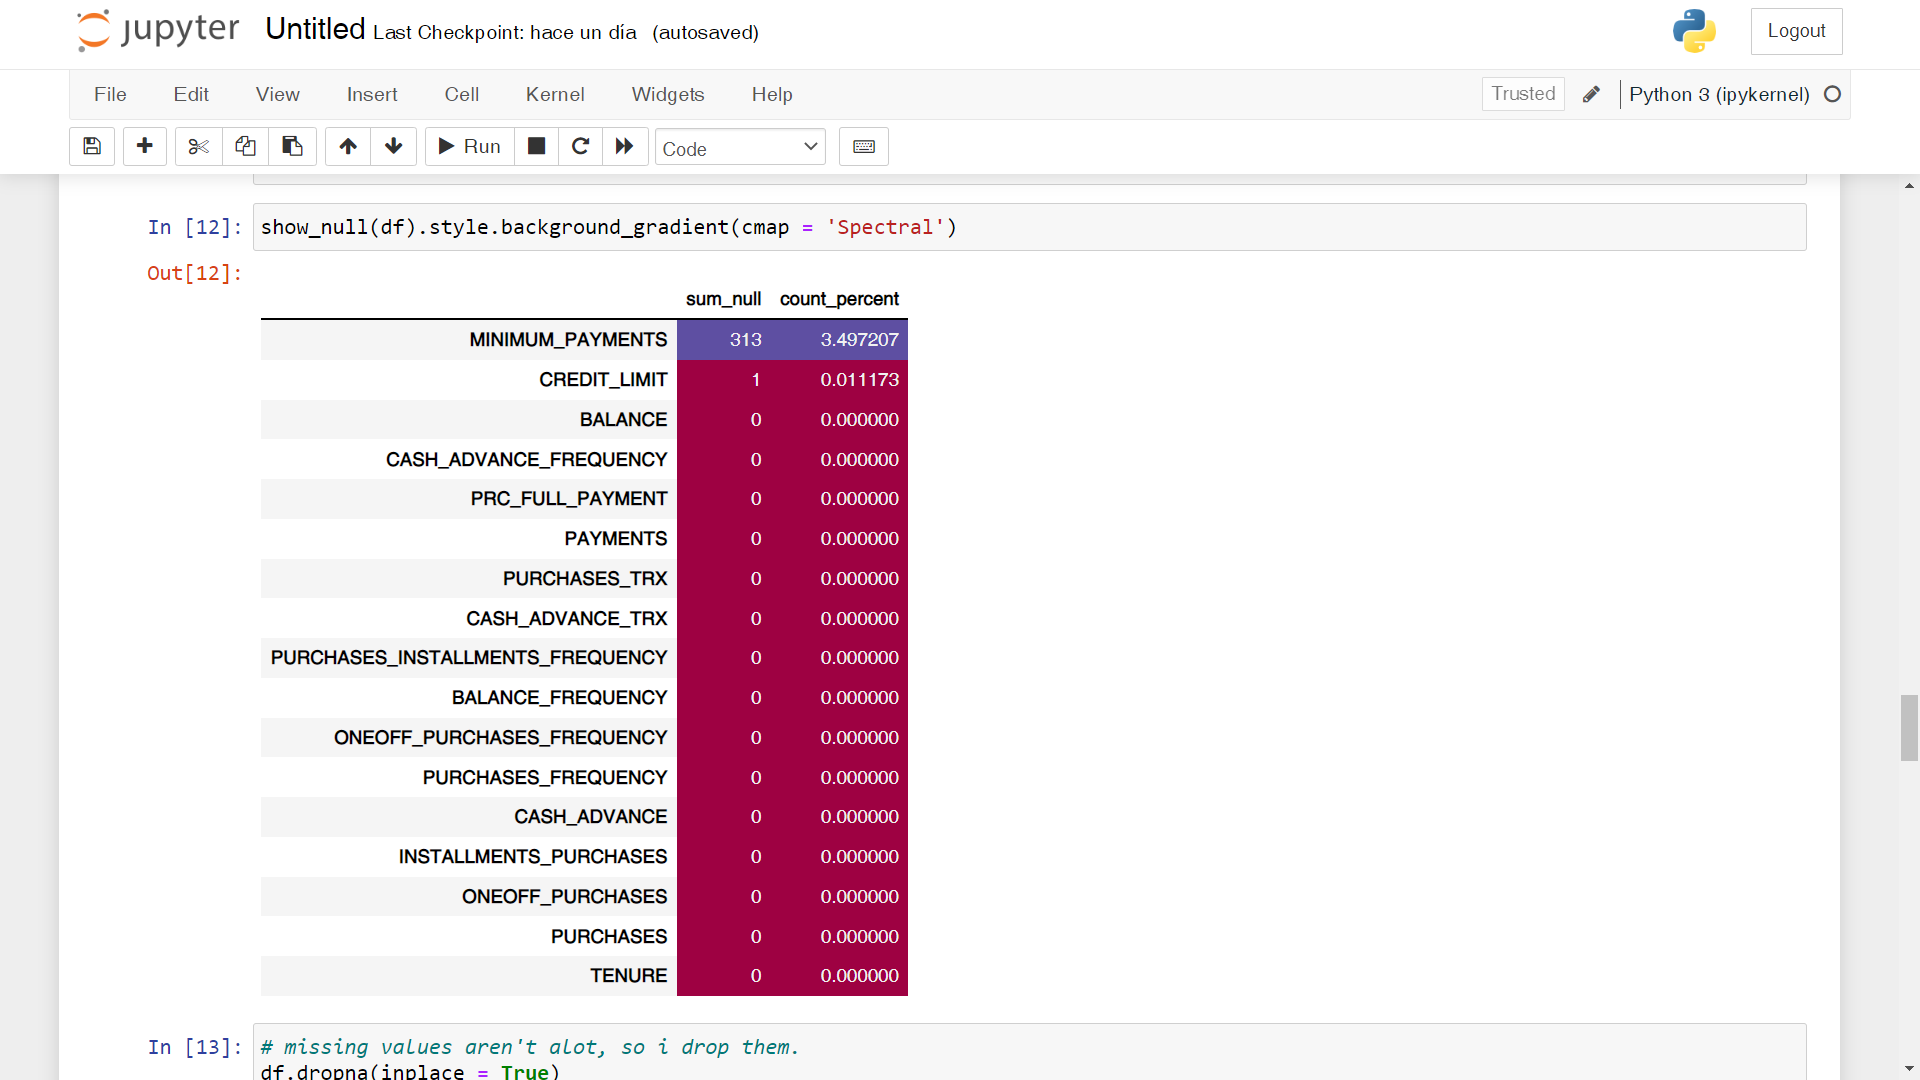 jupyter Untitled Last Checkpoint: hace un día (autosaved) Logout
File Edit View Insert Cell Kernel Widgets Help Trusted Python 3 (ipykernel)
Run Code
In [12]: show_null(df).style.background_gradient(cmap = 'Spectral')
Out[12]:
sum_null count_percent
MINIMUM_PAYMENTS 313 3.497207
CREDIT_LIMIT 1 0.011173
BALANCE 0 0.000000
CASH_ADVANCE_FREQUENCY 0 0.000000
PRC_FULL_PAYMENT 0 0.000000
PAYMENTS 0 0.000000
PURCHASES_TRX 0 0.000000
CASH_ADVANCE_TRX 0 0.000000
PURCHASES_INSTALLMENTS_FREQUENCY 0 0.000000
BALANCE_FREQUENCY 0 0.000000
ONEOFF_PURCHASES_FREQUENCY 0 0.000000
PURCHASES_FREQUENCY 0 0.000000
CASH_ADVANCE 0 0.000000
INSTALLMENTS_PURCHASES 0 0.000000
ONEOFF_PURCHASES 0 0.000000
PURCHASES 0 0.000000
TENURE 0 0.000000
In [13]: # missing values aren't alot, so i drop them.
df.dropna(inplace = True)